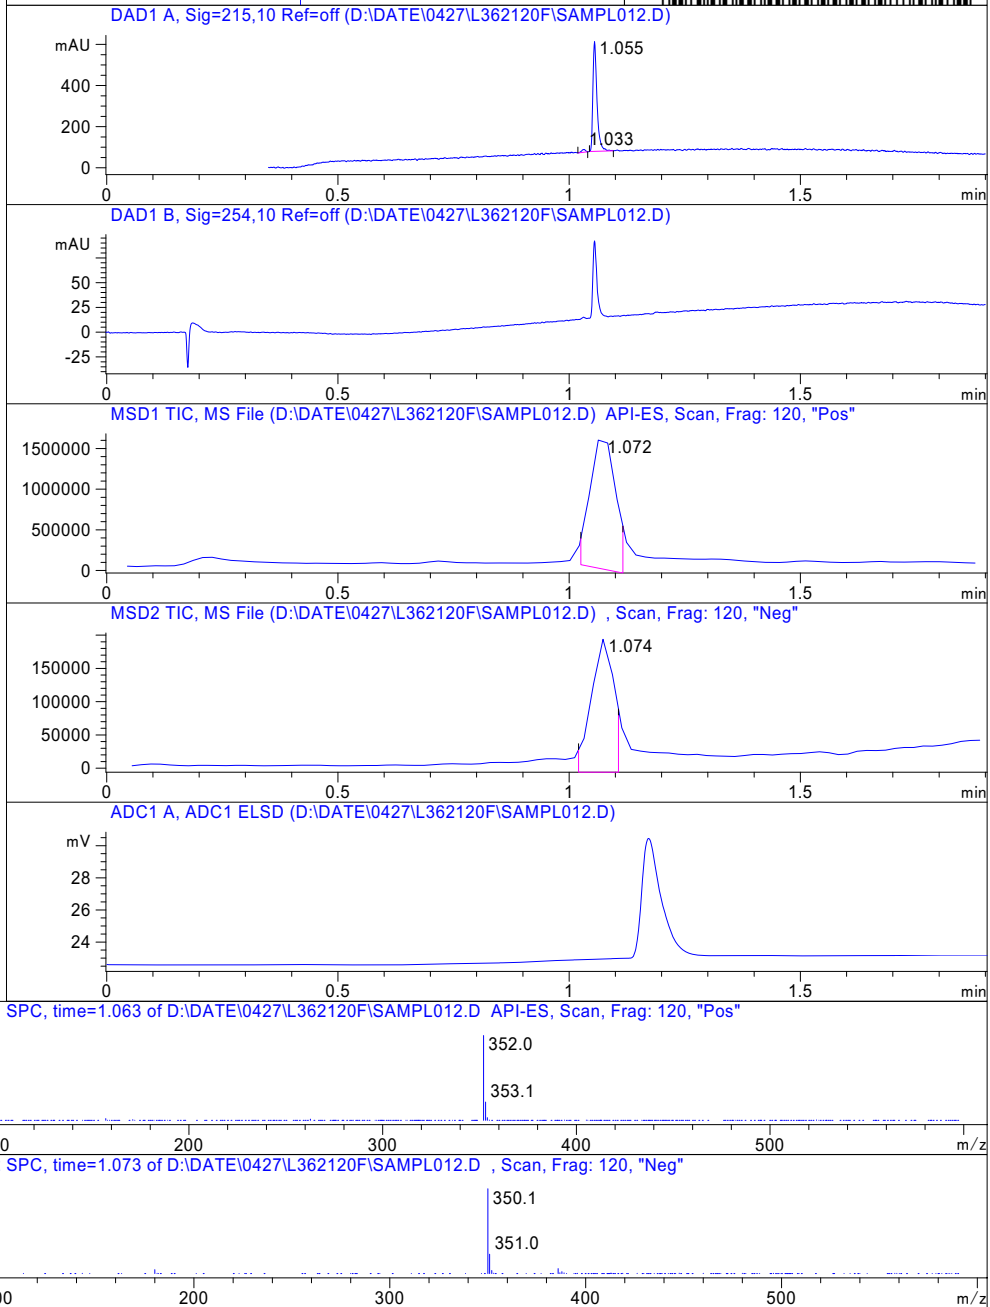 DAD1 A, Sig=215,10 Ref=off (D:\DATE\0427\L362120F\SAMPL012.D)
mAU
1.055
400
200
1.033
0
0 0.5 1 1.5 min
DAD1 B, Sig=254,10 Ref=off (D:\DATE\0427\L362120F\SAMPL012.D)
mAU
50
25
0
-25
0 0.5 1 1.5 min
MSD1 TIC, MS File (D:\DATE\0427\L362120F\SAMPL012.D) API-ES, Scan, Frag: 120, "Pos"
1500000
1.072
1000000
500000
0
0 0.5 1 1.5 min
MSD2 TIC, MS File (D:\DATE\0427\L362120F\SAMPL012.D) , Scan, Frag: 120, "Neg"
1.074
150000
100000
50000
0
0 0.5 1 1.5 min
ADC1 A, ADC1 ELSD (D:\DATE\0427\L362120F\SAMPL012.D)
mV
28
26
24
0 0.5 1 1.5 min
SPC, time=1.063 of D:\DATE\0427\L362120F\SAMPL012.D API-ES, Scan, Frag: 120, "Pos"
352.0
353.1
0 200 300 400 500 m/z
SPC, time=1.073 of D:\DATE\0427\L362120F\SAMPL012.D , Scan, Frag: 120, "Neg"
350.1
351.0
00 200 300 400 500 m/z